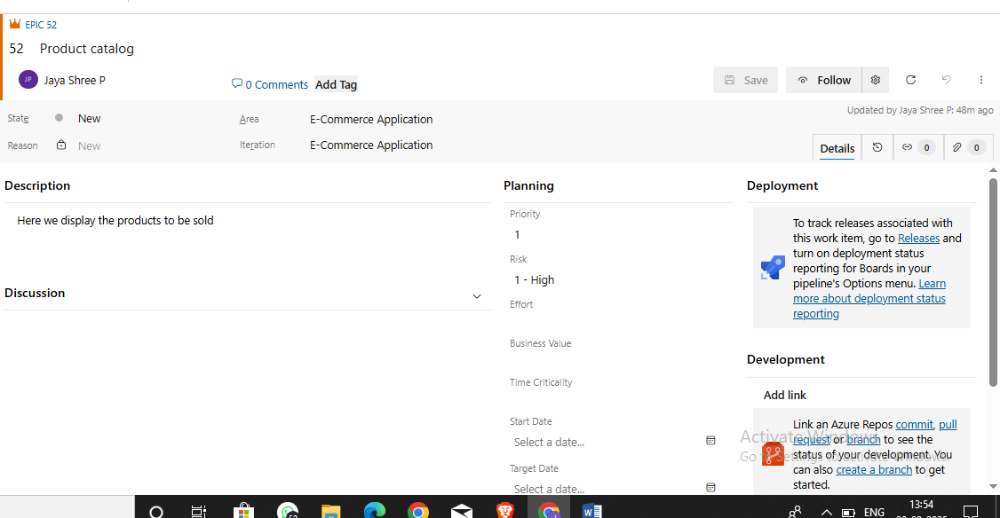 EPIC 52
52 Product catalog
JP Jaya Shree P
0 Comments Add Tag
Save
Follow
State New
Area E-Commerce Application
Updated by Jaya Shree P: 48m ago
Reason New
Iteration E-Commerce Application
Details 0 0
Description
Here we display the products to be sold
Discussion
Planning
Priority
1
Risk
1 - High
Effort
Business Value
Time Criticality
Start Date
Select a date...
Target Date
Select a date...
Deployment
To track releases associated with
this work item, go to Releases and
turn on deployment status
reporting for Boards in your
pipeline's Options menu. Learn
more about deployment status
reporting
Development
Add link
Link an Azure Repos commit, pull
request or branch to see the
status of your development. You
can also create a branch to get
started.
Activate Windows
Go to Settings to activate Windows.
ENG
13:54